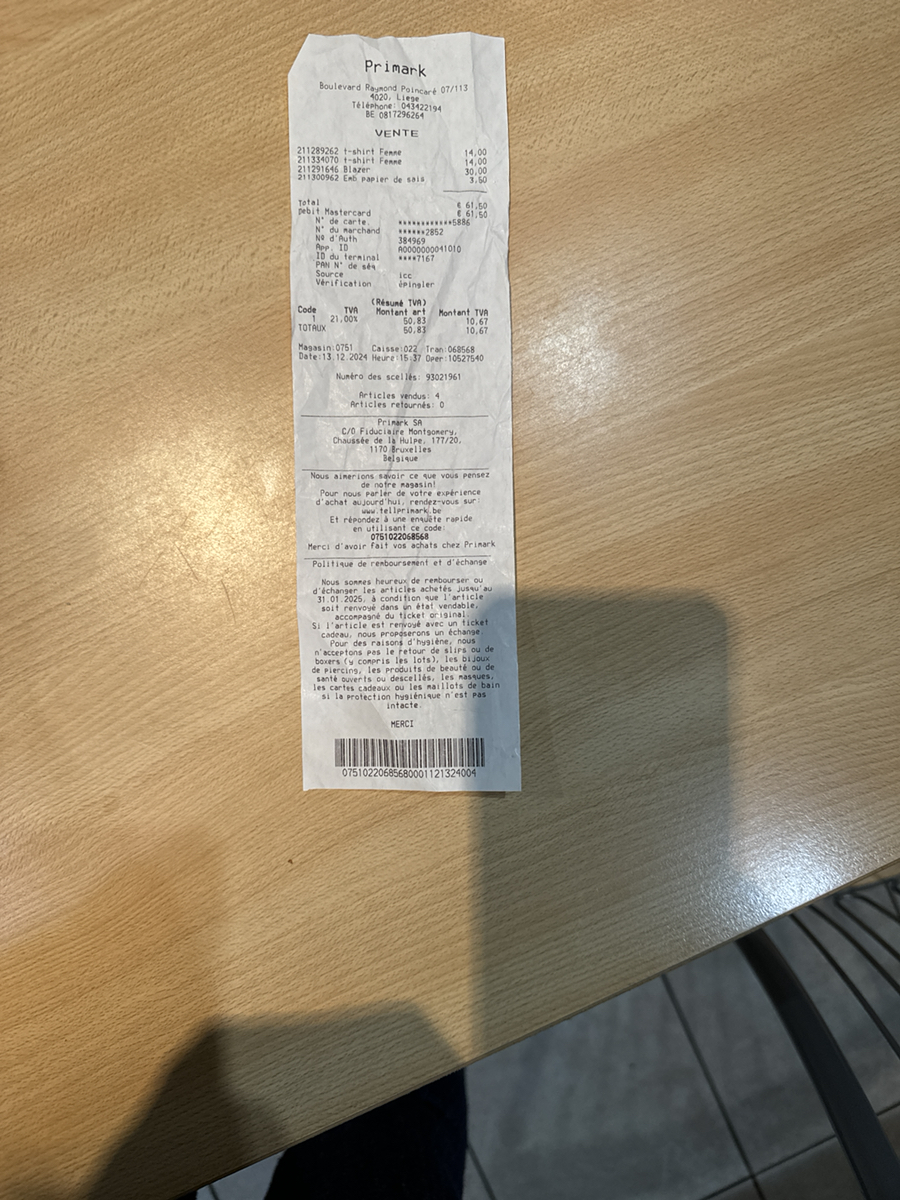 Primark
Boulevard Raymond Poincaré 07/113
4020, Liege
Téléphone: 043422194
BE 0817296264
VENTE
211289262 t-shirt Femme 14,00
211334070 t-shirt Femme 14,00
211291646 Blazer 30,00
211300962 Emb papier de sais 3,50
Total € 61,50
Debit Mastercard € 61,50
N° de carte. ************5886
N° du marchand ******2852
Nº d'Auth 384969
App. ID A0000000041010
ID du terminal ****7167
PAN N° de séq
Source icc
Vérification épingler
(Résumé TVA)
Code TVA Montant art Montant TVA
1 21,00% 50,83 10,67
TOTAUX 50,83 10,67
Magasin:0751 Caisse:022 Tran:068568
Date:13.12.2024 Heure:15:37 Oper:10527540
Numéro des scellés: 93021961
Articles vendus: 4
Articles retournés: 0
Primark SA
C/O Fiduciaire Montgomery,
Chaussée de la Hulpe, 177/20,
1170 Bruxelles
Belgique
Nous aimerions savoir ce que vous pensez
de notre magasin!
Pour nous parler de votre expérience
d'achat aujourd'hui, rendez-vous sur:
www.tellprimark.be
Et répondez à une enquête rapide
en utilisant ce code:
0751022068568
Merci d'avoir fait vos achats chez Primark
Politique de remboursement et d'échange
Nous sommes heureux de rembourser ou
d'échanger les articles achetés jusqu'au
31.01.2025, à condition que l'article
soit renvoyé dans un état vendable,
accompagné du ticket original.
Si l'article est renvoyé avec un ticket
cadeau, nous proposerons un échange
Pour des raisons d'hygiène, nous
n'acceptons pas le retour de slips ou de
boxers (y compris les lots), les bijoux
de piercing, les produits de beauté ou de
santé ouverts ou descellés, les masques,
les cartes cadeaux ou les maillots de bain
si la protection hygiénique n'est pas
intacte.
MERCI
07510220685680001121324004